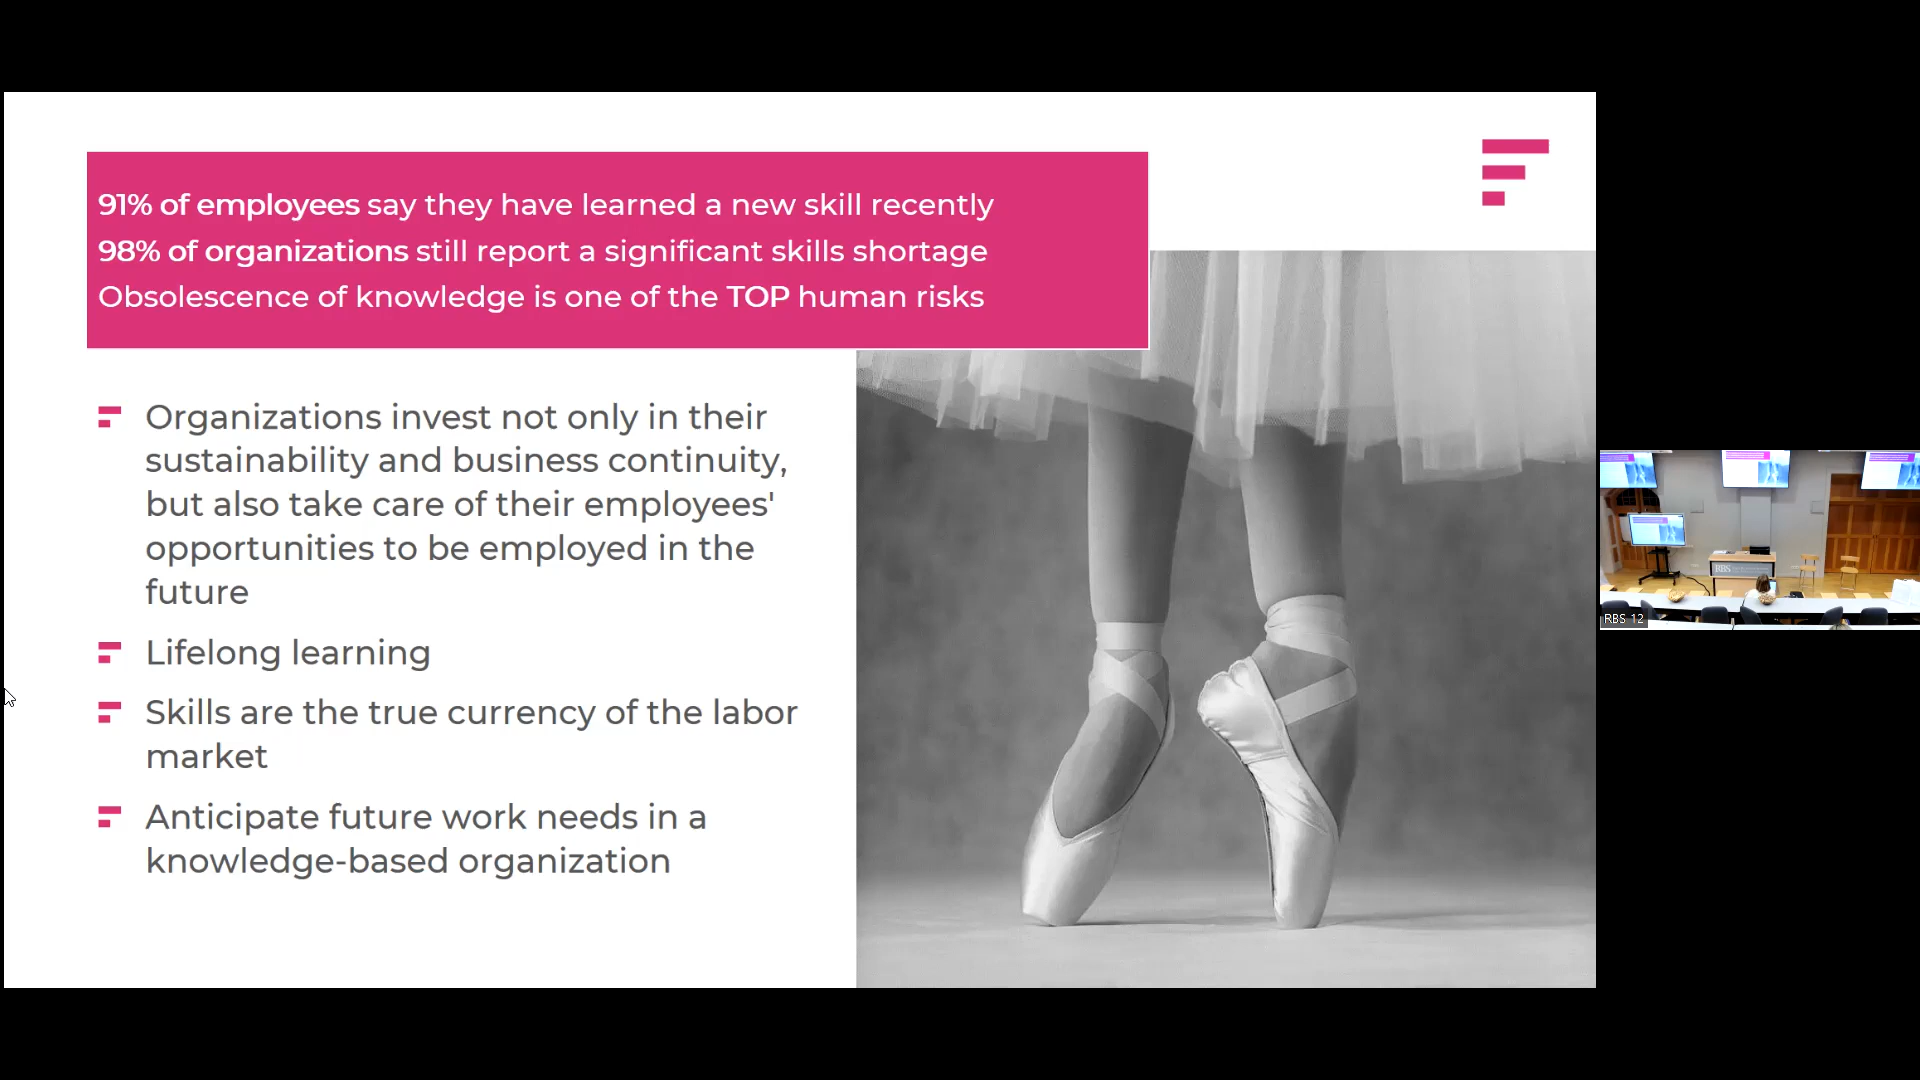 91% of employees say they have learned a new skill recently
98% of organizations still report a significant skills shortage
Obsolescence of knowledge is one of the TOP human risks
Organizations invest not only in their
sustainability and business continuity,
but also take care of their employees'
opportunities to be employed in the
future
Lifelong learning
Skills are the true currency of the labor
market
Anticipate future work needs in a
knowledge-based organization
RBS
RBS 12